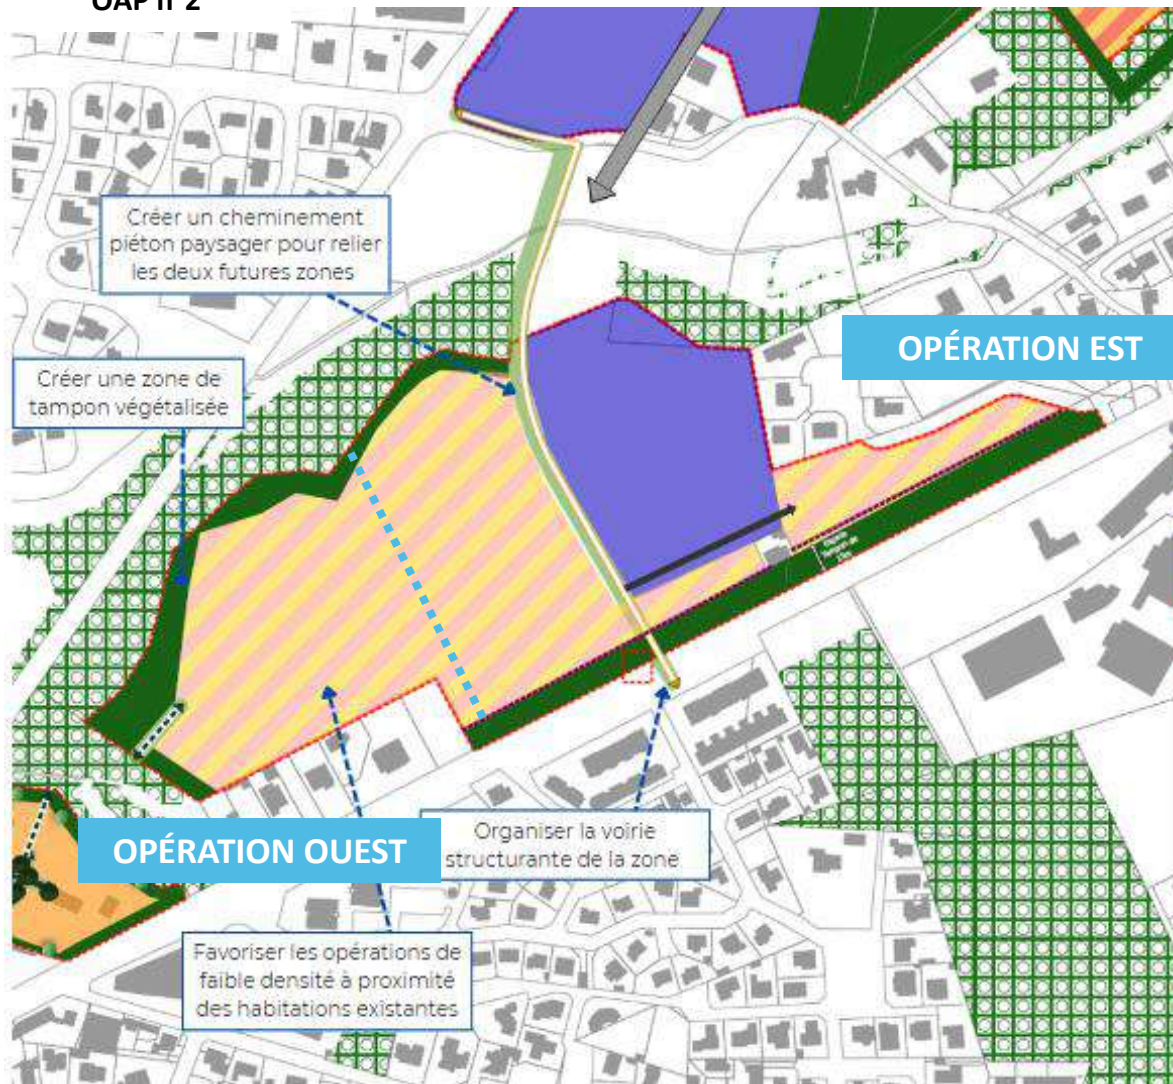 OAP n°2
Créer un cheminement
piéton paysager pour relier
les deux futures zones
OPÉRATION EST
Créer une zone de
tampon végétalisée
OPÉRATION OUEST
Organiser la voirie
structurante de la zone
Favoriser les opérations de
faible densité à proximité
des habitations existantes